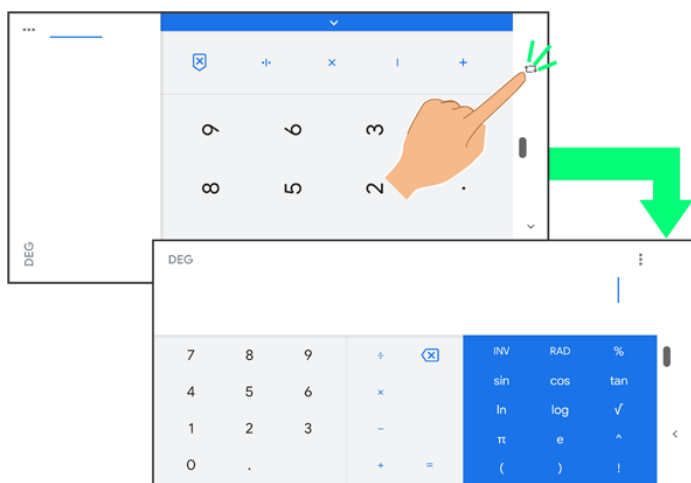 9 6 3
8 5 2 .
DEG
DEG
7 8 9 ÷
4 5 6 ×
1 2 3 −
0 . + =
INV RAD %
sin cos tan
ln log √
π e ^
( ) !